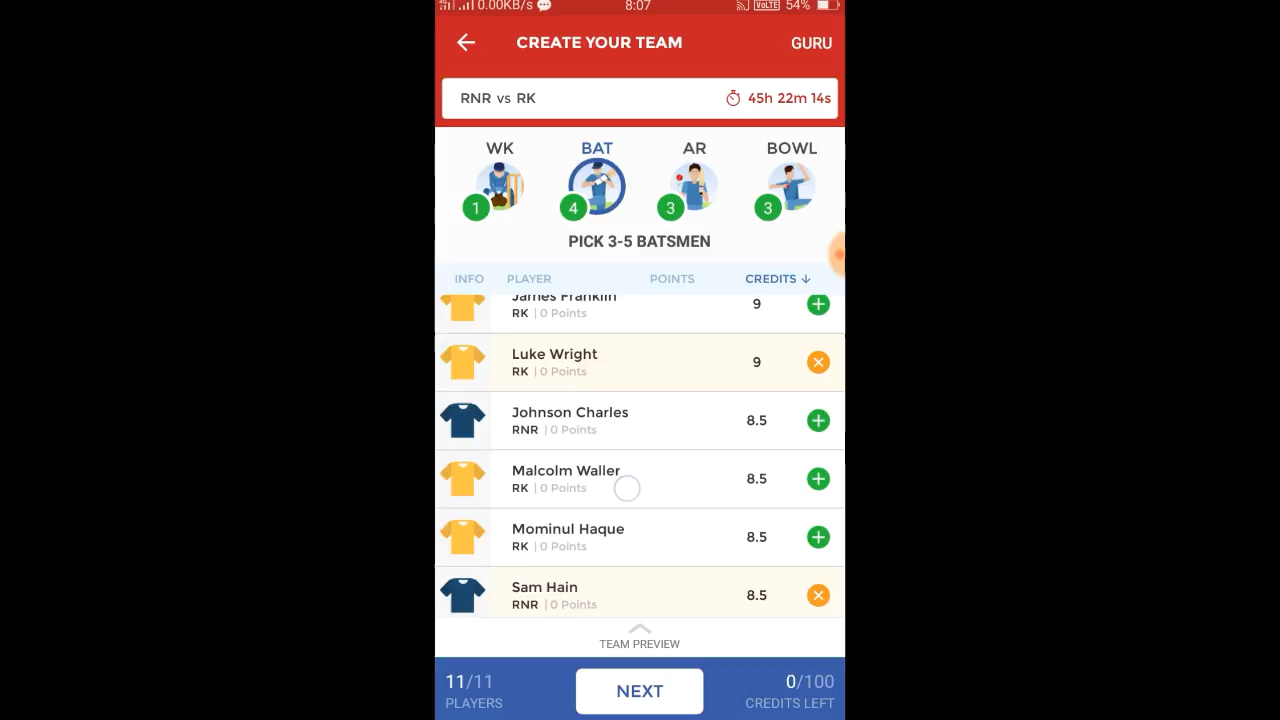 4G 0.00KB/s 8:07 VoLTE 54%
CREATE YOUR TEAM GURU
RNR vs RK 45h 22m 14s
WK BAT AR BOWL
1 4 3 3
PICK 3-5 BATSMEN
INFO PLAYER POINTS CREDITS ↓
James Franklin
RK | 0 Points 9
Luke Wright
RK | 0 Points 9
Johnson Charles
RNR | 0 Points 8.5
Malcolm Waller
RK | 0 Points 8.5
Mominul Haque
RK | 0 Points 8.5
Sam Hain
RNR | 0 Points 8.5
TEAM PREVIEW
11/11 NEXT 0/100
PLAYERS CREDITS LEFT